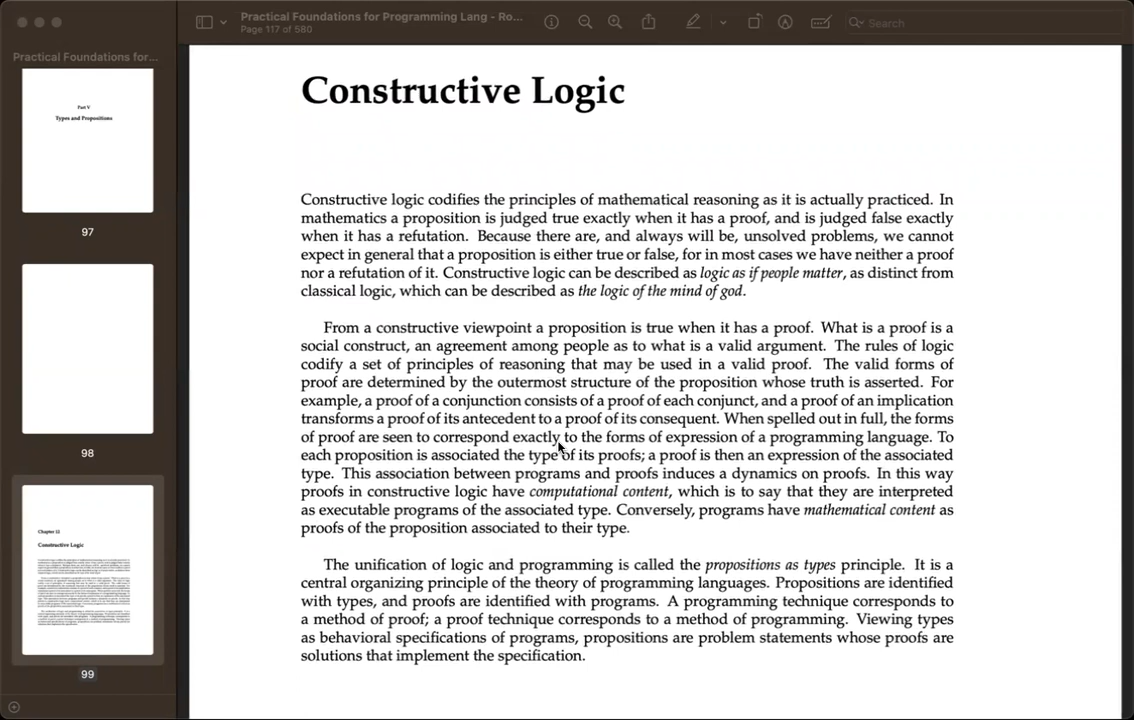 Practical Foundations for Programming Lang - Ro...
Page 117 of 580
Search
Practical Foundations for...
Part V
Types and Propositions
97
98
Chapter 12
Constructive Logic
99
Constructive Logic
Constructive logic codifies the principles of mathematical reasoning as it is actually practiced. In
mathematics a proposition is judged true exactly when it has a proof, and is judged false exactly
when it has a refutation. Because there are, and always will be, unsolved problems, we cannot
expect in general that a proposition is either true or false, for in most cases we have neither a proof
nor a refutation of it. Constructive logic can be described as logic as if people matter, as distinct from
classical logic, which can be described as the logic of the mind of god.
From a constructive viewpoint a proposition is true when it has a proof. What is a proof is a
social construct, an agreement among people as to what is a valid argument. The rules of logic
codify a set of principles of reasoning that may be used in a valid proof. The valid forms of
proof are determined by the outermost structure of the proposition whose truth is asserted. For
example, a proof of a conjunction consists of a proof of each conjunct, and a proof of an implication
transforms a proof of its antecedent to a proof of its consequent. When spelled out in full, the forms
of proof are seen to correspond exactly to the forms of expression of a programming language. To
each proposition is associated the type of its proofs; a proof is then an expression of the associated
type. This association between programs and proofs induces a dynamics on proofs. In this way
proofs in constructive logic have computational content, which is to say that they are interpreted
as executable programs of the associated type. Conversely, programs have mathematical content as
proofs of the proposition associated to their type.
The unification of logic and programming is called the propositions as types principle. It is a
central organizing principle of the theory of programming languages. Propositions are identified
with types, and proofs are identified with programs. A programming technique corresponds to
a method of proof; a proof technique corresponds to a method of programming. Viewing types
as behavioral specifications of programs, propositions are problem statements whose proofs are
solutions that implement the specification.